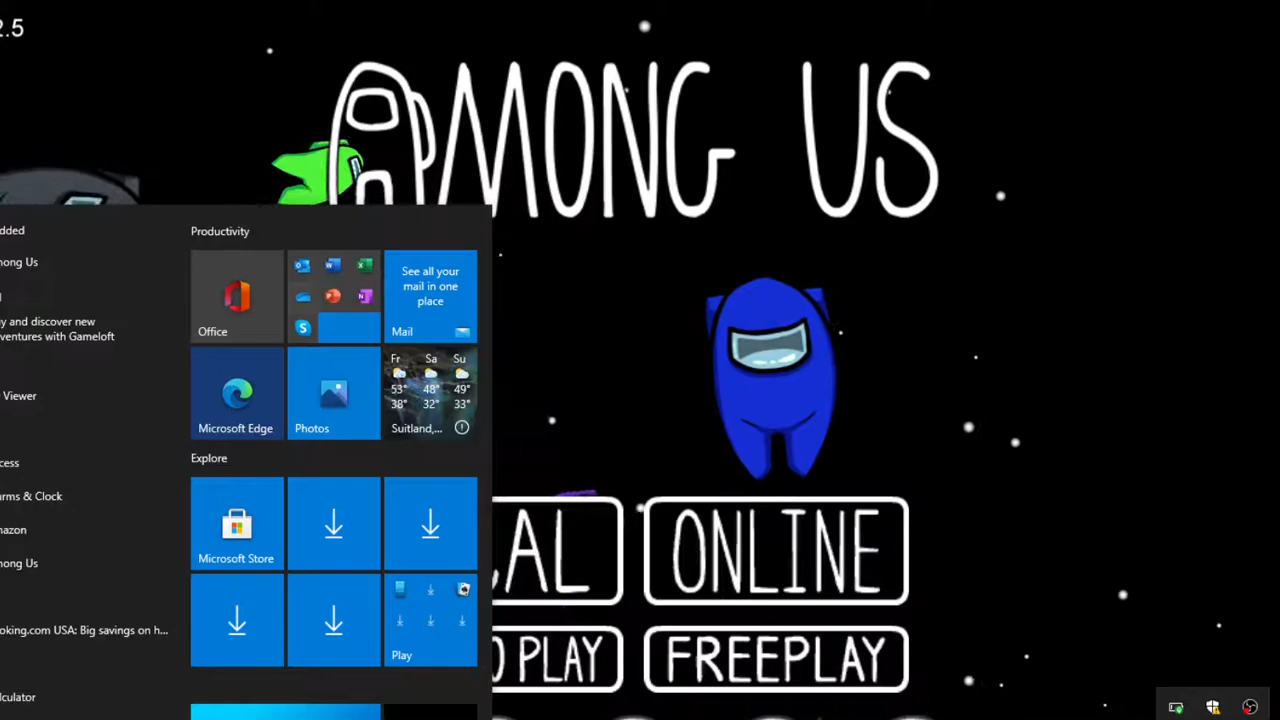 2.5
AMONG US
dded
Productivity
ong Us
See all your
mail in one
place
y and discover new
ventures with Gameloft
Office
Mail
Fr Sa Su
53° 48° 49°
38° 32° 33°
Viewer
Microsoft Edge
Photos
Suitland,...
Explore
cess
rms & Clock
azon
Microsoft Store
ong Us
CAL
ONLINE
oking.com USA: Big savings on h...
Play
O PLAY
FREEPLAY
lculator